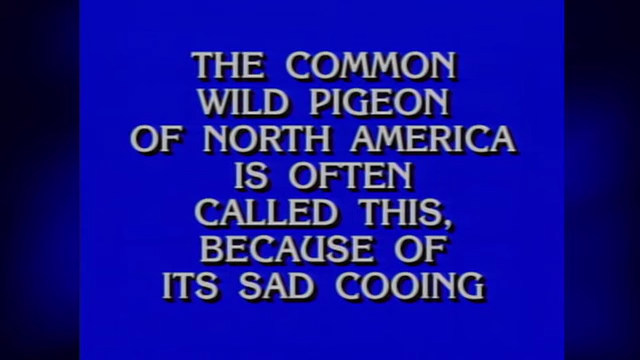 THE COMMON
WILD PIGEON
OF NORTH AMERICA
IS OFTEN
CALLED THIS,
BECAUSE OF
ITS SAD COOING